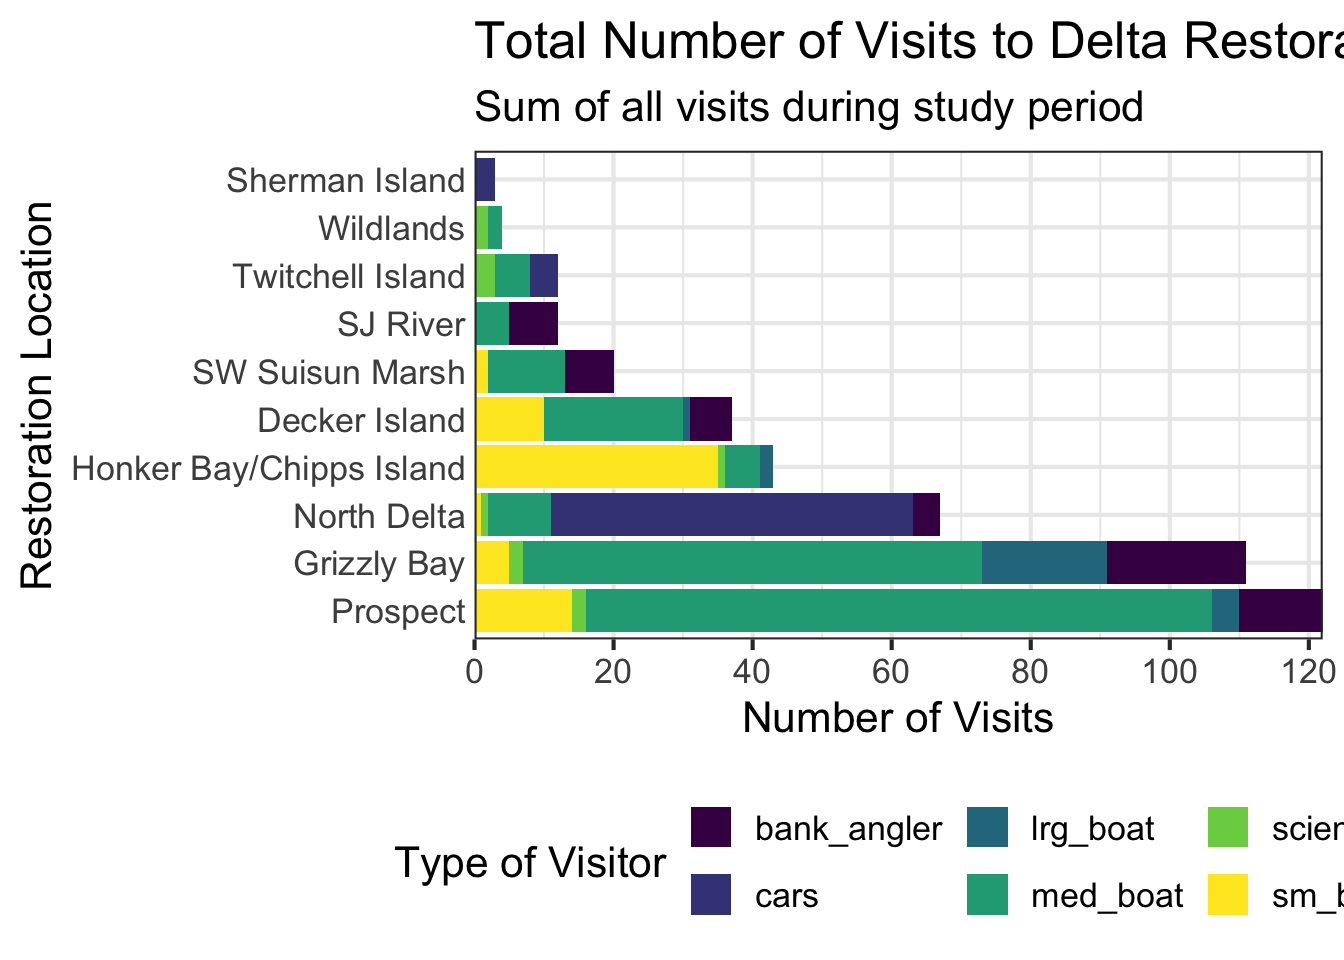 Total Number of Visits to Delta
Sum of all visits during study period
Restoration Location
Sherman Island
Wildlands
Twitchell Island
SJ River
SW Suisun Marsh
Decker Island
Honker Bay/Chipps Island
North Delta
Grizzly Bay
Prospect
0 20 40 60 80 100 120
Number of Visits
Type of Visitor
bank_angler lrg_boat
cars med_boat